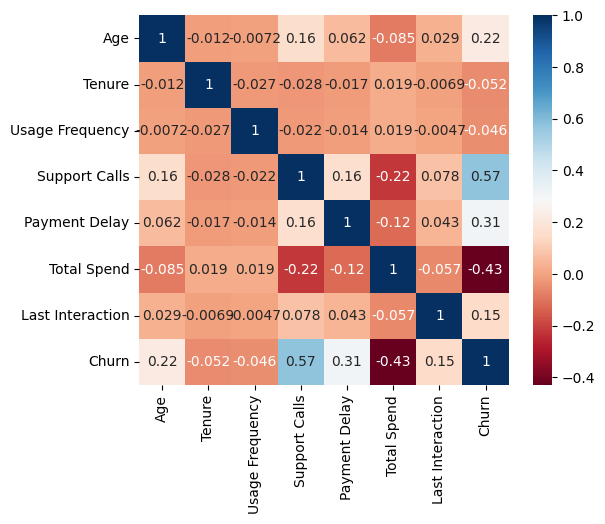 Age 1 -0.012 -0.0072 0.16 0.062 -0.085 0.029 0.22
Tenure -0.012 1 -0.027 -0.028 -0.017 0.019 -0.0069 -0.052
Usage Frequency -0.0072 -0.027 1 -0.022 -0.014 0.019 -0.0047 -0.046
Support Calls 0.16 -0.028 -0.022 1 0.16 -0.22 0.078 0.57
Payment Delay 0.062 -0.017 -0.014 0.16 1 -0.12 0.043 0.31
Total Spend -0.085 0.019 0.019 -0.22 -0.12 1 -0.057 -0.43
Last Interaction 0.029 -0.0069 -0.0047 0.078 0.043 -0.057 1 0.15
Churn 0.22 -0.052 -0.046 0.57 0.31 -0.43 0.15 1
Age
Tenure
Usage Frequency
Support Calls
Payment Delay
Total Spend
Last Interaction
Churn
1.0
0.8
0.6
0.4
0.2
0.0
−0.2
−0.4